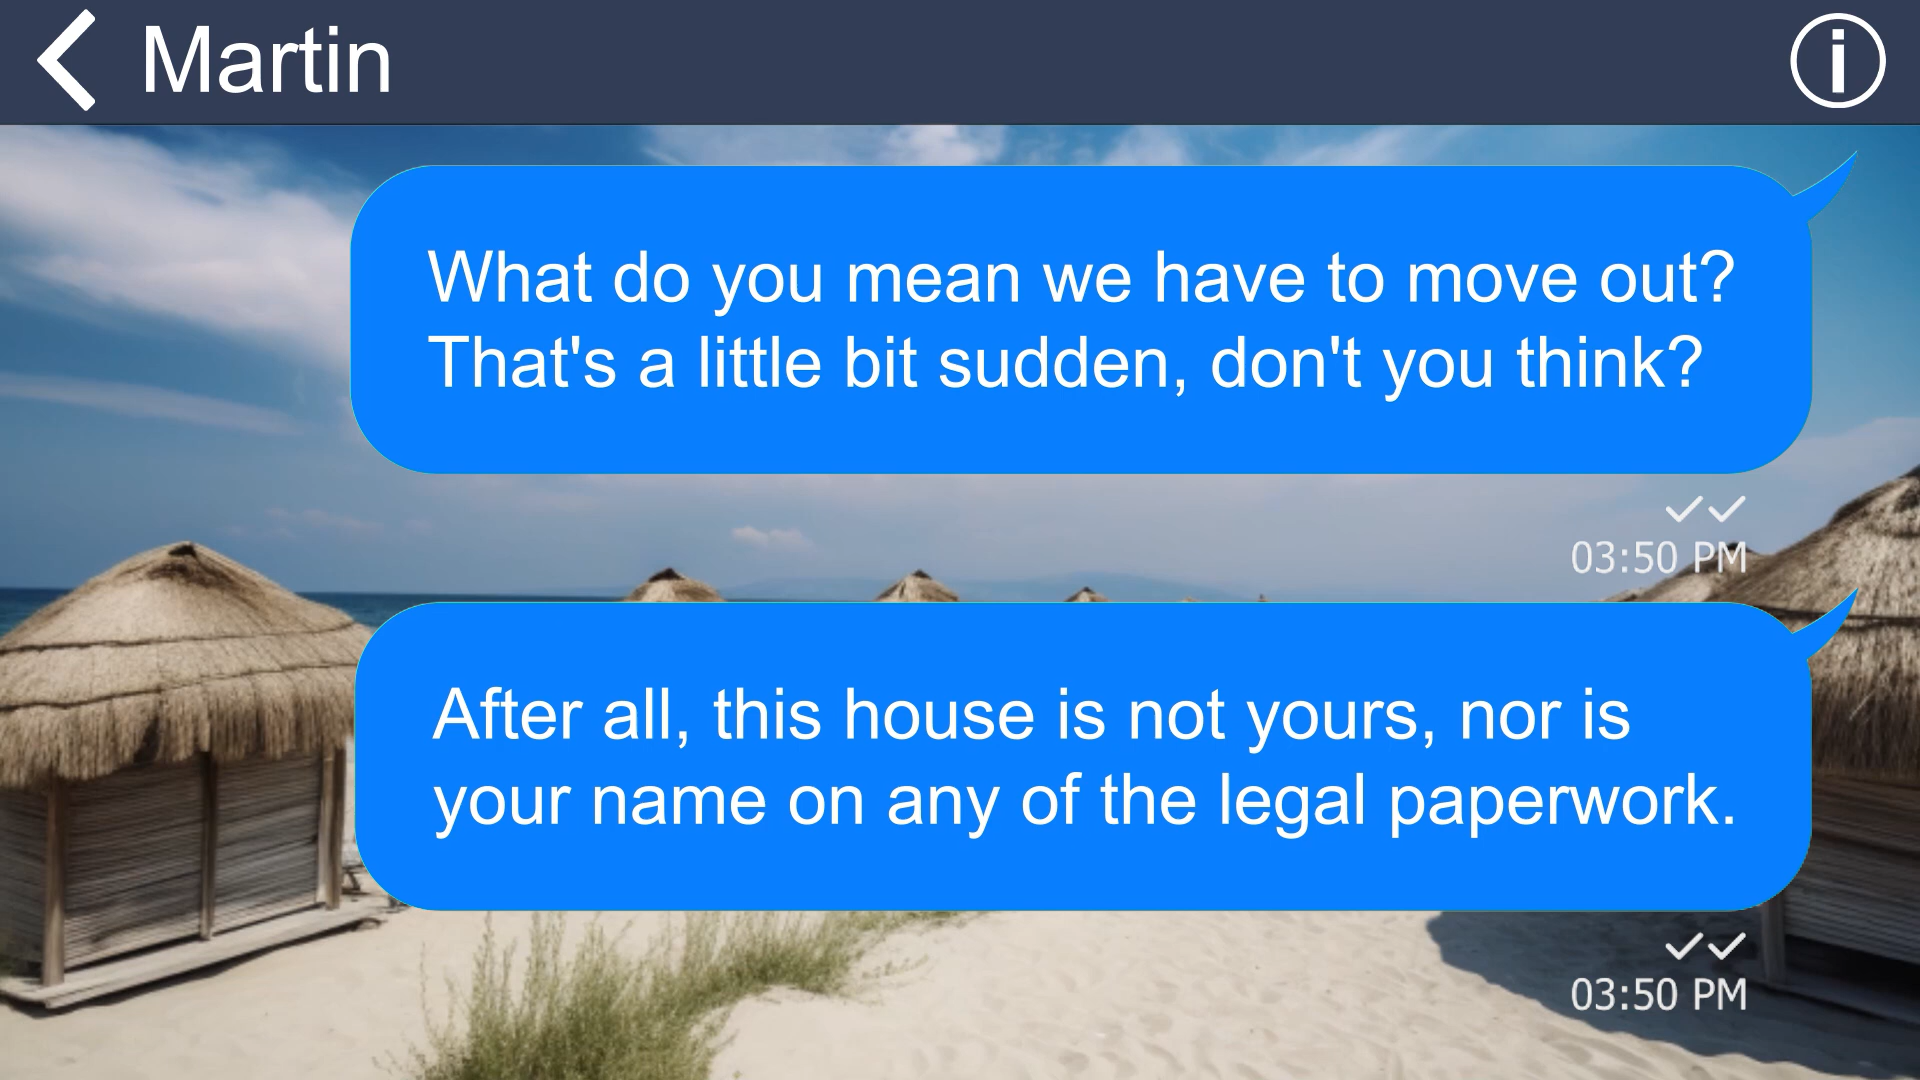 Martin
What do you mean we have to move out?
That's a little bit sudden, don't you think?
03:50 PM
After all, this house is not yours, nor is
your name on any of the legal paperwork.
03:50 PM